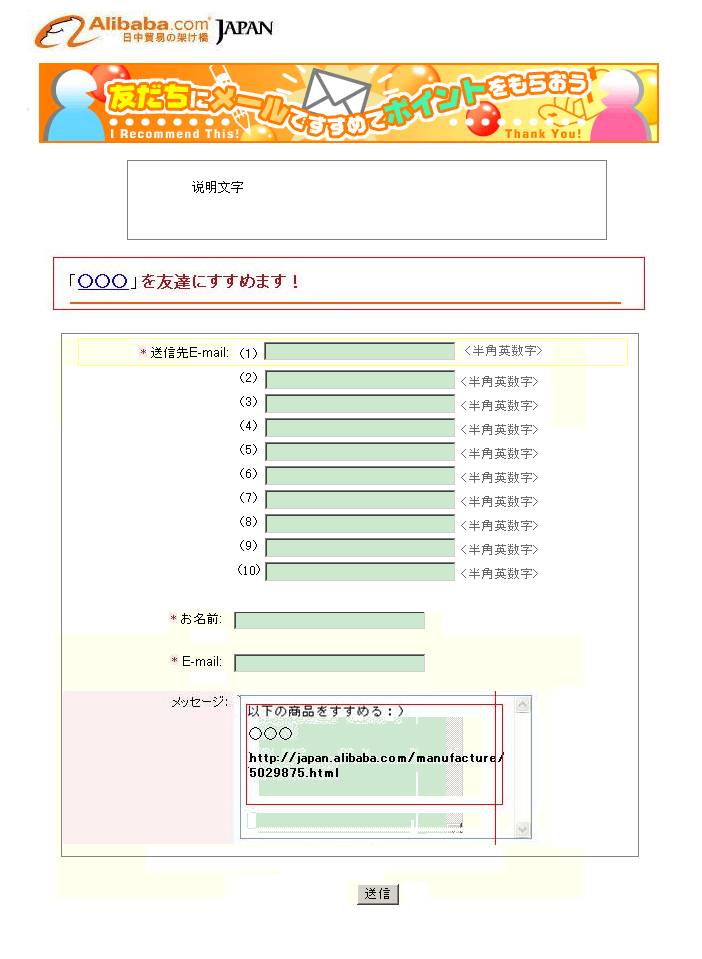 Alibaba.com JAPAN
日中貿易の架け橋
友だちにメールですすめてポイントをもらおう
I Recommend This!
Thank You!
说明文字
「〇〇〇」を友達にすすめます！
* 送信先E-mail: (1) <半角英数字>
(2) <半角英数字>
(3) <半角英数字>
(4) <半角英数字>
(5) <半角英数字>
(6) <半角英数字>
(7) <半角英数字>
(8) <半角英数字>
(9) <半角英数字>
(10) <半角英数字>
* お名前:
* E-mail:
メッセージ:
以下の商品をすすめる：）
〇〇〇
http://japan.alibaba.com/manufacture/
5029875.html
送信